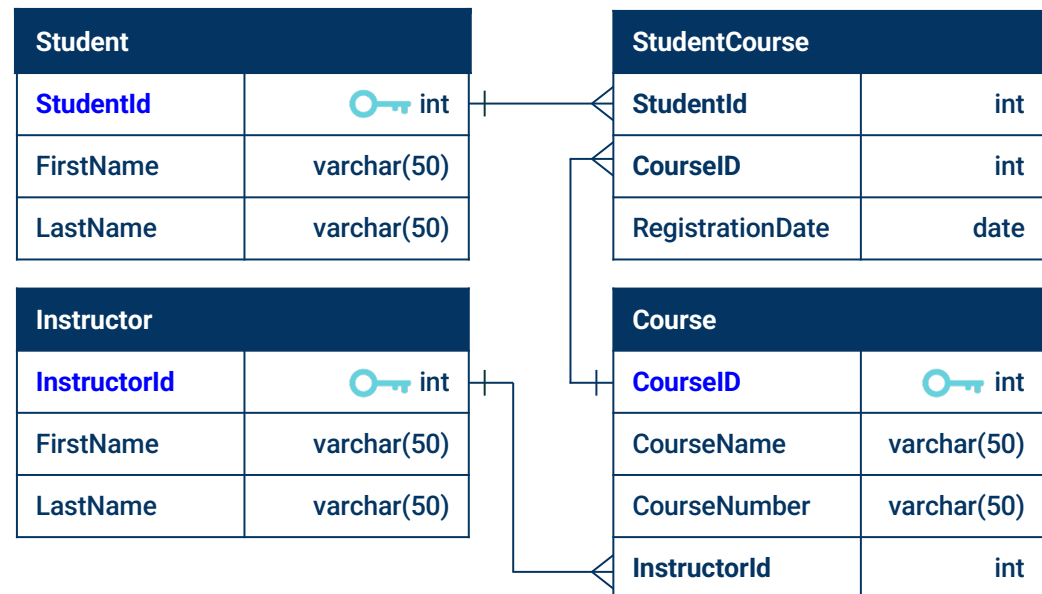 Student
StudentId int
FirstName varchar(50)
LastName varchar(50)
StudentCourse
StudentId int
CourseID int
RegistrationDate date
Instructor
InstructorId int
FirstName varchar(50)
LastName varchar(50)
Course
CourseID int
CourseName varchar(50)
CourseNumber varchar(50)
InstructorId int